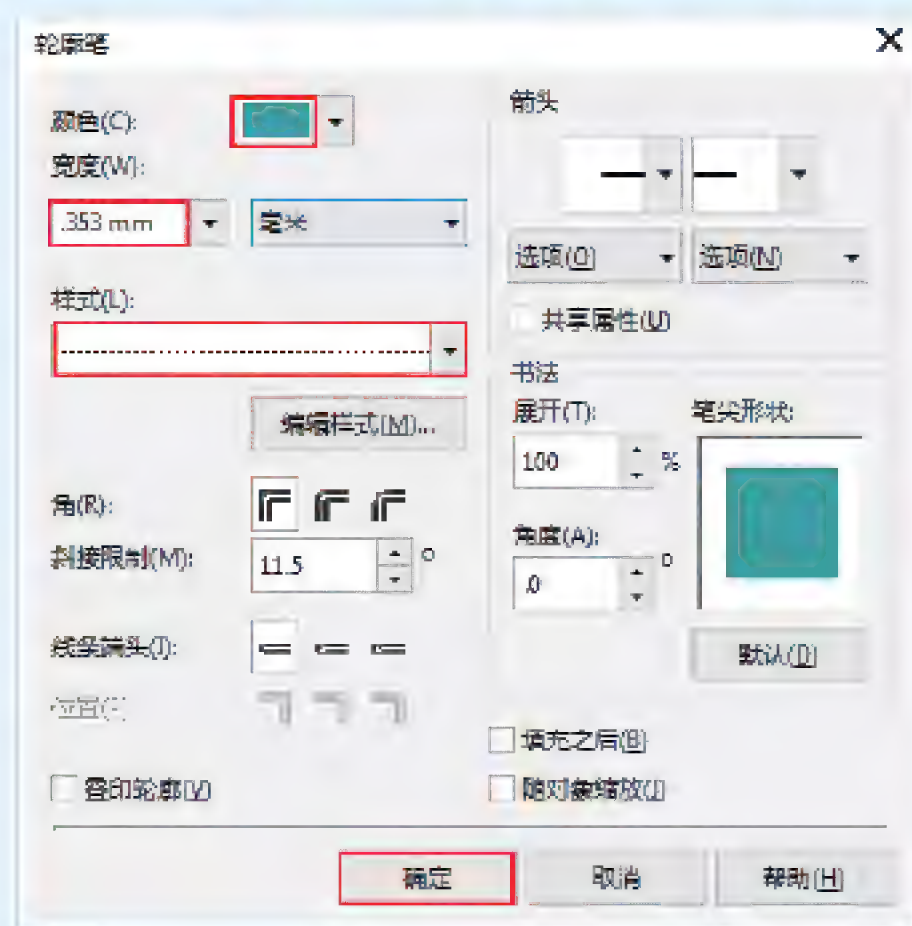 轮廓笔
颜色(C):
宽度(W):
.353 mm
毫米
样式(L):
编辑样式(M)...
角(R):
斜接限制(M):
11.5
°
线条端头(T):
位置(P)
叠印轮廓(V)
箭头
选项(O)
选项(N)
共享属性(U)
书法
展开(T):
笔尖形状:
100
%
角度(A):
.0
°
默认(D)
填充之后(B)
随对象缩放(J)
确定
取消
帮助(H)